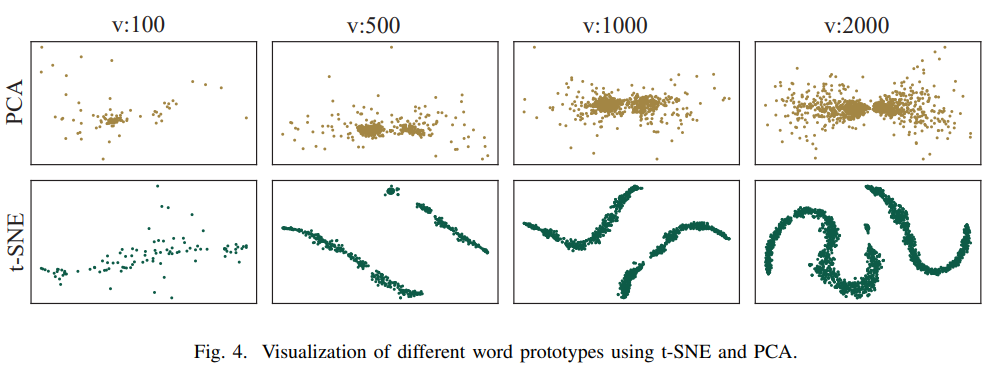 v:100 v:500 v:1000 v:2000
PCA
t-SNE
Fig. 4. Visualization of different word prototypes using t-SNE and PCA.